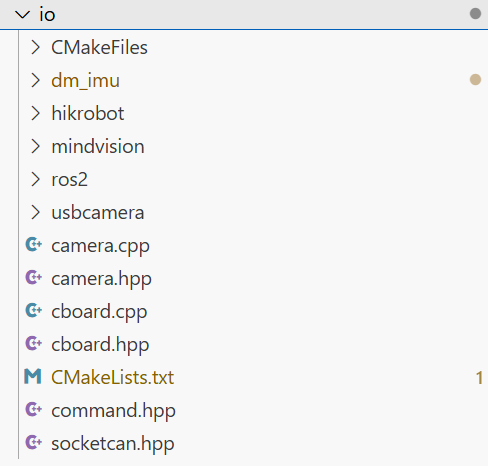 io
CMakeFiles
dm_imu
hikrobot
mindvision
ros2
usbcamera
camera.cpp
camera.hpp
cboard.cpp
cboard.hpp
CMakeLists.txt 1
command.hpp
socketcan.hpp